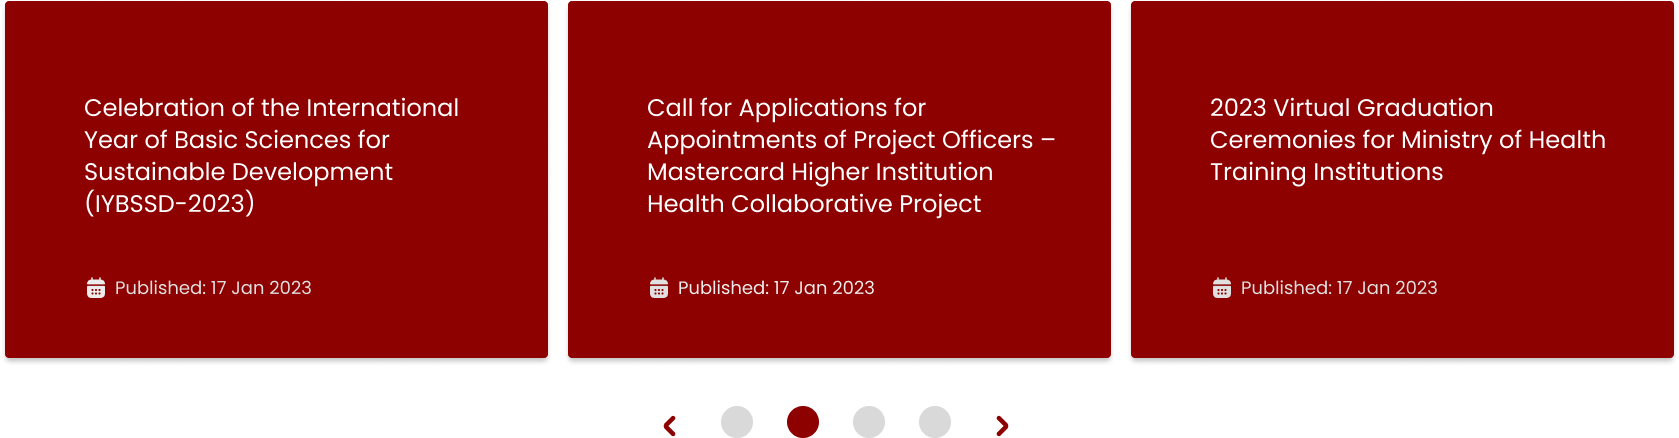 Celebration of the International
Year of Basic Sciences for
Sustainable Development
(IYBSSD-2023)
Published: 17 Jan 2023
Call for Applications for
Appointments of Project Officers –
Mastercard Higher Institution
Health Collaborative Project
Published: 17 Jan 2023
2023 Virtual Graduation
Ceremonies for Ministry of Health
Training Institutions
Published: 17 Jan 2023